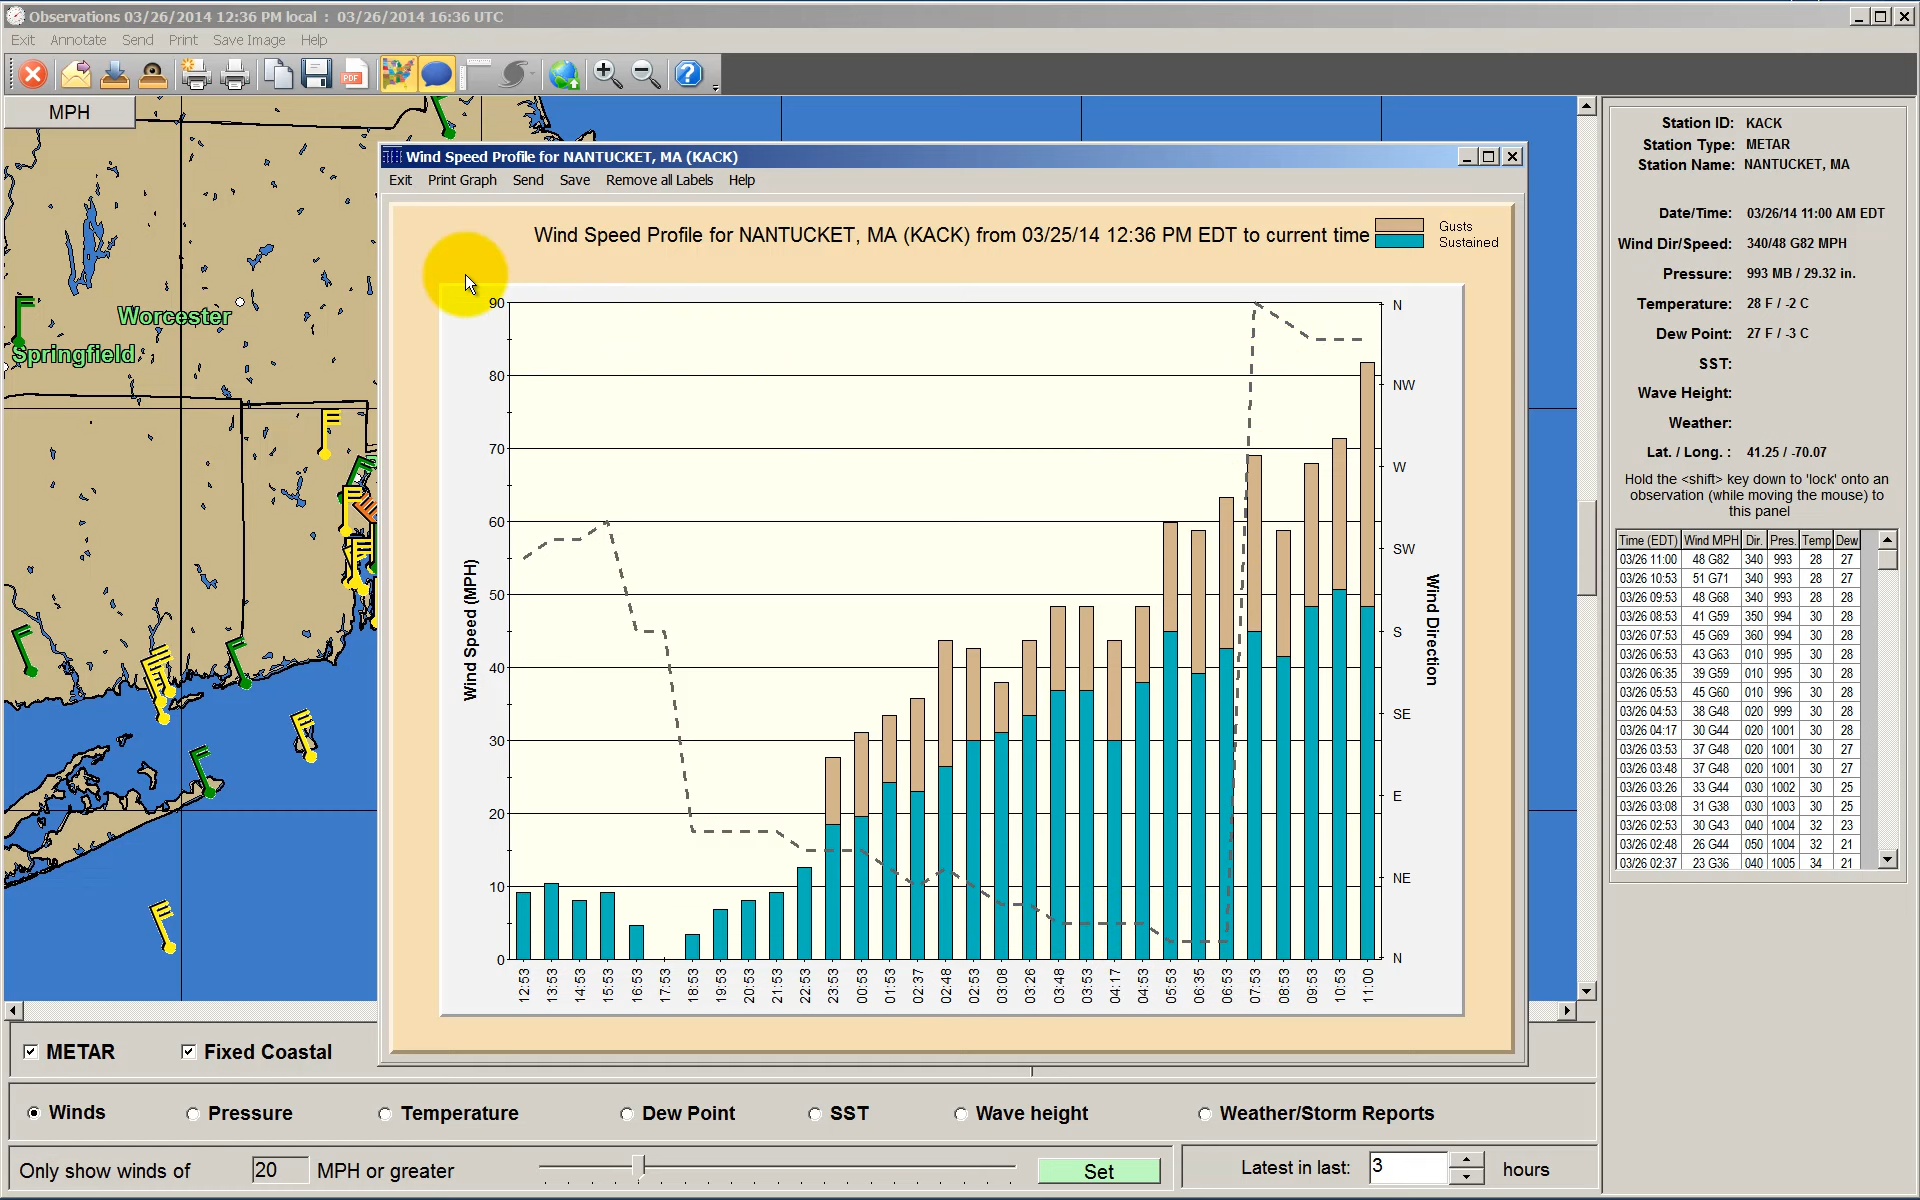 Observations 03/26/2014 12:36 PM local : 03/26/2014 16:36 UTC
Exit Annotate Send Print Save Image Help
PDF
MPH
Worcester
Springfield
Wind Speed Profile for NANTUCKET, MA (KACK)
Exit Print Graph Send Save Remove all Labels Help
Wind Speed Profile for NANTUCKET, MA (KACK) from 03/25/14 12:36 PM EDT to current time
Gusts
Sustained
90
80
70
60
50
40
30
20
10
0
Wind Speed (MPH)
N
NW
W
SW
S
SE
E
NE
N
Wind Direction
12:53 13:53 14:53 15:53 16:53 17:53 18:53 19:53 20:53 21:53 22:53 23:53 00:53 01:53 02:37 02:48 02:53 03:08 03:26 03:48 03:53 04:17 04:53 05:53 06:35 06:53 07:53 08:53 09:53 10:53 11:00
Station ID: KACK
Station Type: METAR
Station Name: NANTUCKET, MA
Date/Time: 03/26/14 11:00 AM EDT
Wind Dir/Speed: 340/48 G82 MPH
Pressure: 993 MB / 29.32 in.
Temperature: 28 F / -2 C
Dew Point: 27 F / -3 C
SST:
Wave Height:
Weather:
Lat. / Long. : 41.25 / -70.07
Hold the <shift> key down to 'lock' onto an
observation (while moving the mouse) to
this panel
Time (EDT) Wind MPH Dir. Pres. Temp Dew
03/26 11:00 48 G82 340 993 28 27
03/26 10:53 51 G71 340 993 28 27
03/26 09:53 48 G68 340 993 28 28
03/26 08:53 41 G59 350 994 30 28
03/26 07:53 45 G69 360 994 30 28
03/26 06:53 43 G63 010 995 30 28
03/26 06:35 39 G59 010 995 30 28
03/26 05:53 45 G60 010 996 30 28
03/26 04:53 38 G48 020 999 30 28
03/26 04:17 30 G44 020 1001 30 28
03/26 03:53 37 G48 020 1001 30 27
03/26 03:48 37 G48 020 1001 30 27
03/26 03:26 33 G44 030 1002 30 25
03/26 03:08 31 G38 030 1003 30 25
03/26 02:53 30 G43 040 1004 32 23
03/26 02:48 26 G44 050 1004 32 21
03/26 02:37 23 G36 040 1005 34 21
METAR Fixed Coastal
Winds Pressure Temperature Dew Point SST Wave height Weather/Storm Reports
Only show winds of 20 MPH or greater Set Latest in last: 3 hours